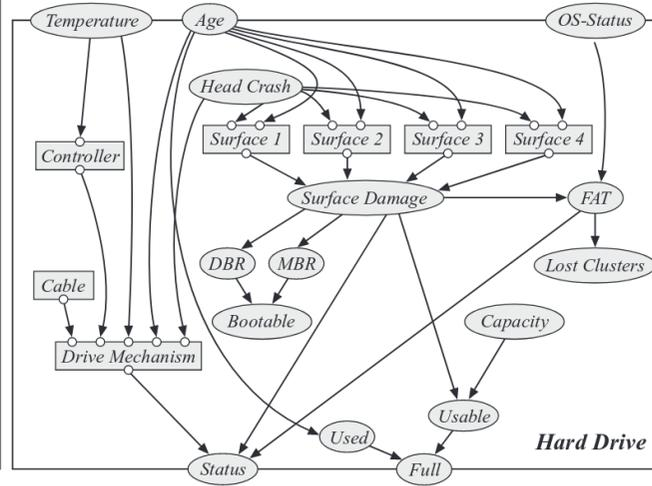 Temperature
Age
OS-Status
Head Crash
Surface 1
Surface 2
Surface 3
Surface 4
Controller
Surface Damage
FAT
DBR
MBR
Lost Clusters
Cable
Bootable
Capacity
Drive Mechanism
Usable
Used
Hard Drive
Status
Full